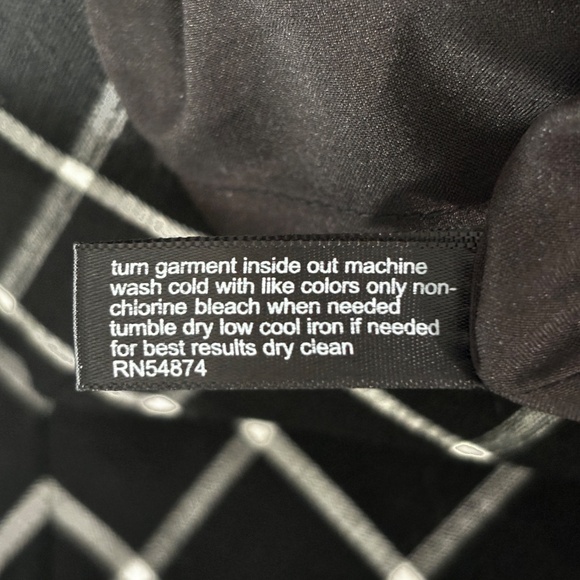 turn garment inside out machine
wash cold with like colors only non-
chlorine bleach when needed
tumble dry low cool iron if needed
for best results dry clean
RN54874